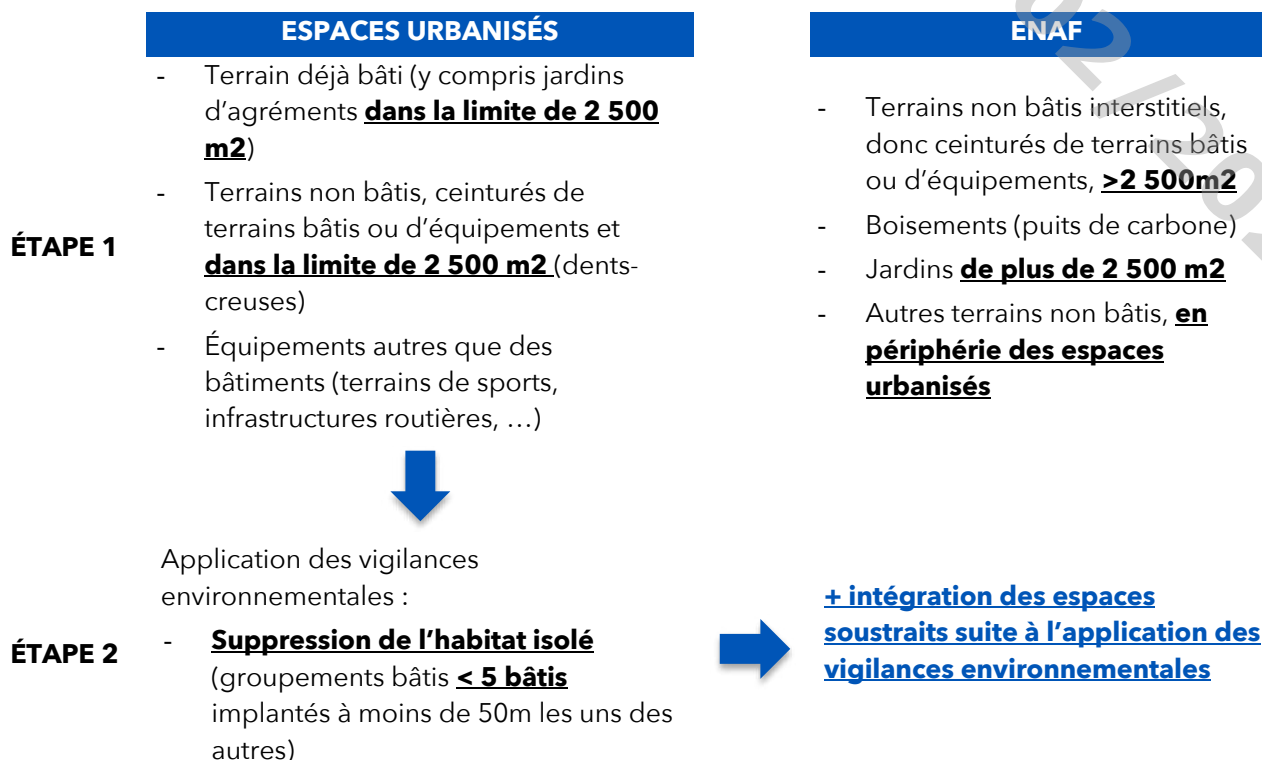 ESPACES URBANISÉS
- Terrain déjà bâti (y compris jardins
d’agréments dans la limite de 2 500
m2)
- Terrains non bâtis, ceinturés de
terrains bâtis ou d’équipements et
dans la limite de 2 500 m2 (dents-
creuses)
- Équipements autres que des
bâtiments (terrains de sports,
infrastructures routières, …)
ENAF
- Terrains non bâtis interstitiels,
donc ceinturés de terrains bâtis
ou d’équipements, >2 500m2
- Boisements (puits de carbone)
- Jardins de plus de 2 500 m2
- Autres terrains non bâtis, en
périphérie des espaces
urbanisés
ÉTAPE 1
Application des vigilances
environnementales :
- Suppression de l’habitat isolé
(groupements bâtis < 5 bâtis
implantés à moins de 50m les uns des
autres)
ÉTAPE 2
+ intégration des espaces
soustraits suite à l’application des
vigilances environnementales